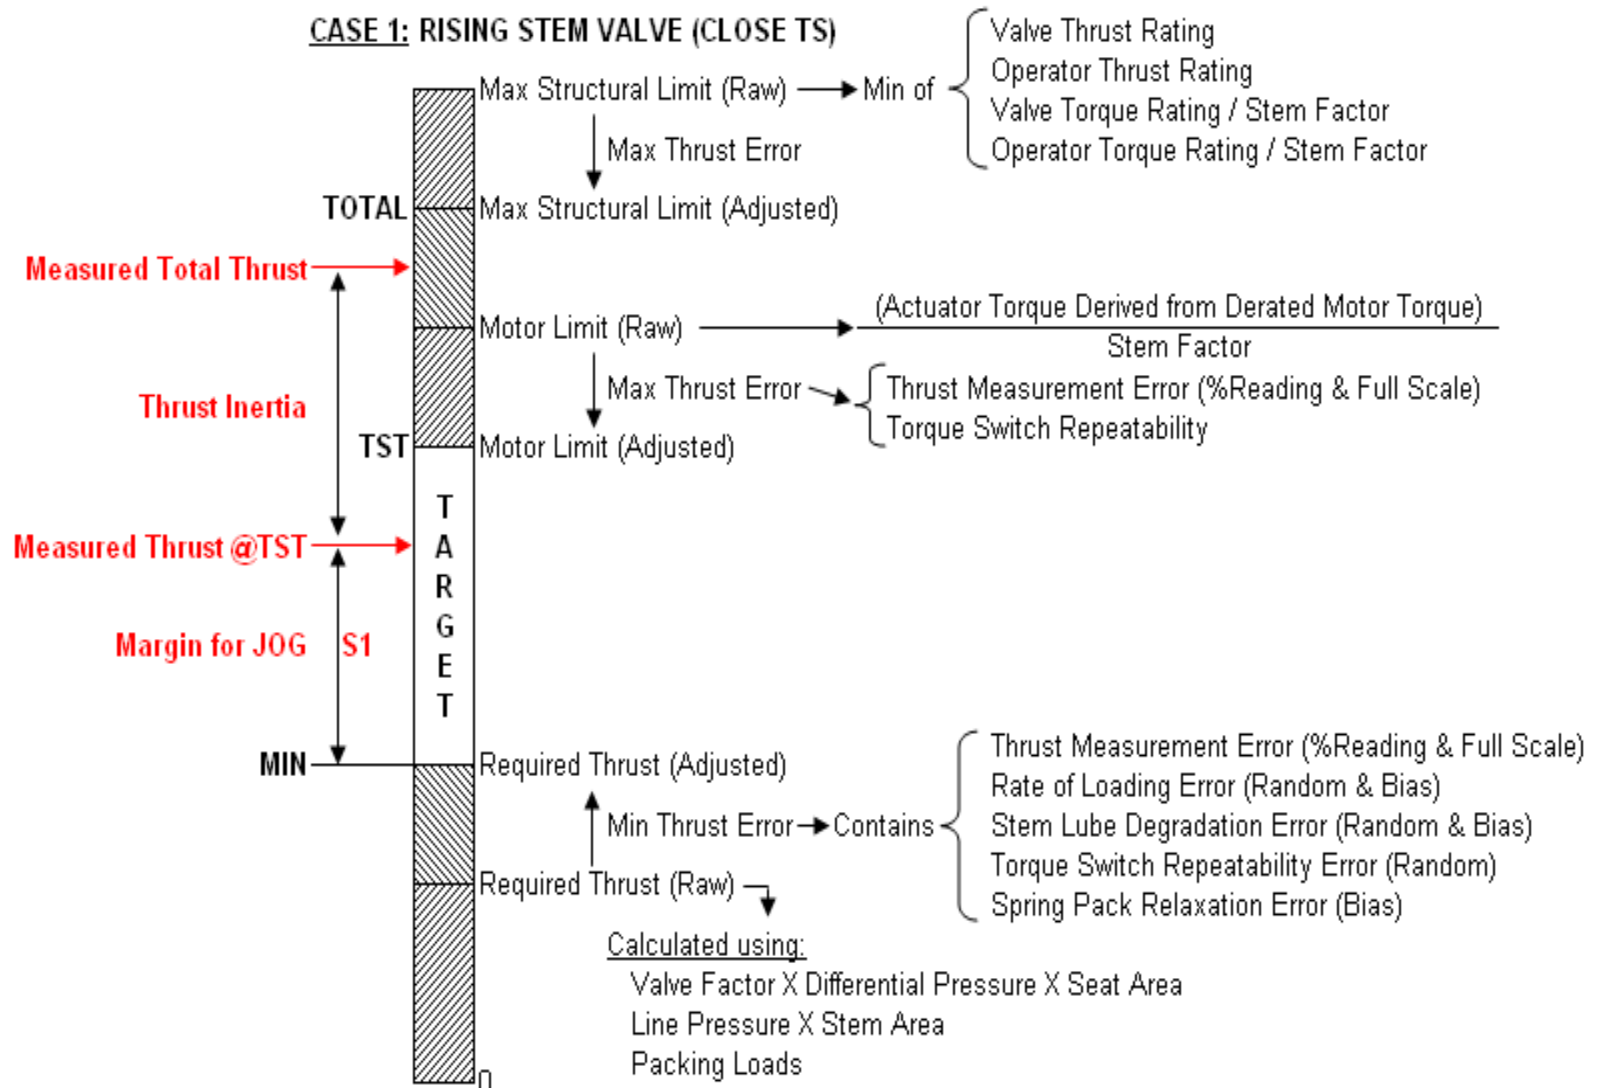 CASE 1: RISING STEM VALVE (CLOSE TS)
Max Structural Limit (Raw)
Min of
Valve Thrust Rating
Operator Thrust Rating
Valve Torque Rating / Stem Factor
Operator Torque Rating / Stem Factor
Max Thrust Error
TOTAL
Max Structural Limit (Adjusted)
Measured Total Thrust
Motor Limit (Raw)
(Actuator Torque Derived from Derated Motor Torque)
Stem Factor
Max Thrust Error
Thrust Measurement Error (%Reading & Full Scale)
Torque Switch Repeatability
Thrust Inertia
TST
Motor Limit (Adjusted)
TARGET
Measured Thrust @TST
Margin for JOG
S1
MIN
Required Thrust (Adjusted)
Min Thrust Error
Contains
Thrust Measurement Error (%Reading & Full Scale)
Rate of Loading Error (Random & Bias)
Stem Lube Degradation Error (Random & Bias)
Torque Switch Repeatability Error (Random)
Spring Pack Relaxation Error (Bias)
Required Thrust (Raw)
Calculated using:
Valve Factor X Differential Pressure X Seat Area
Line Pressure X Stem Area
Packing Loads
0